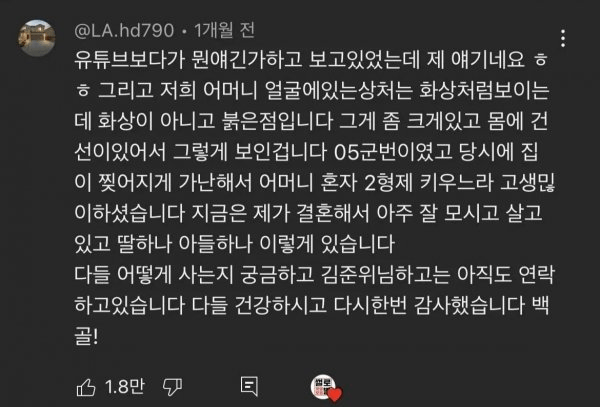 @LA.hd790 • 1개월 전
유튜브보다가 뭔얘긴가하고 보고있었는데 제 얘기네요 ㅎ
ㅎ 그리고 저희 어머니 얼굴에있는상처는 화상처럼보이는
데 화상이 아니고 붉은점입니다 그게 좀 크게있고 몸에 건
선이있어서 그렇게 보인겁니다 05군번이였고 당시에 집
이 찢어지게 가난해서 어머니 혼자 2형제 키우느라 고생많
이하셨습니다 지금은 제가 결혼해서 아주 잘 모시고 살고
있고 딸하나 아들하나 이렇게 있습니다
다들 어떻게 사는지 궁금하고 김준위님하고는 아직도 연락
하고있습니다 다들 건강하시고 다시한번 감사했습니다 백
골!
1.8만